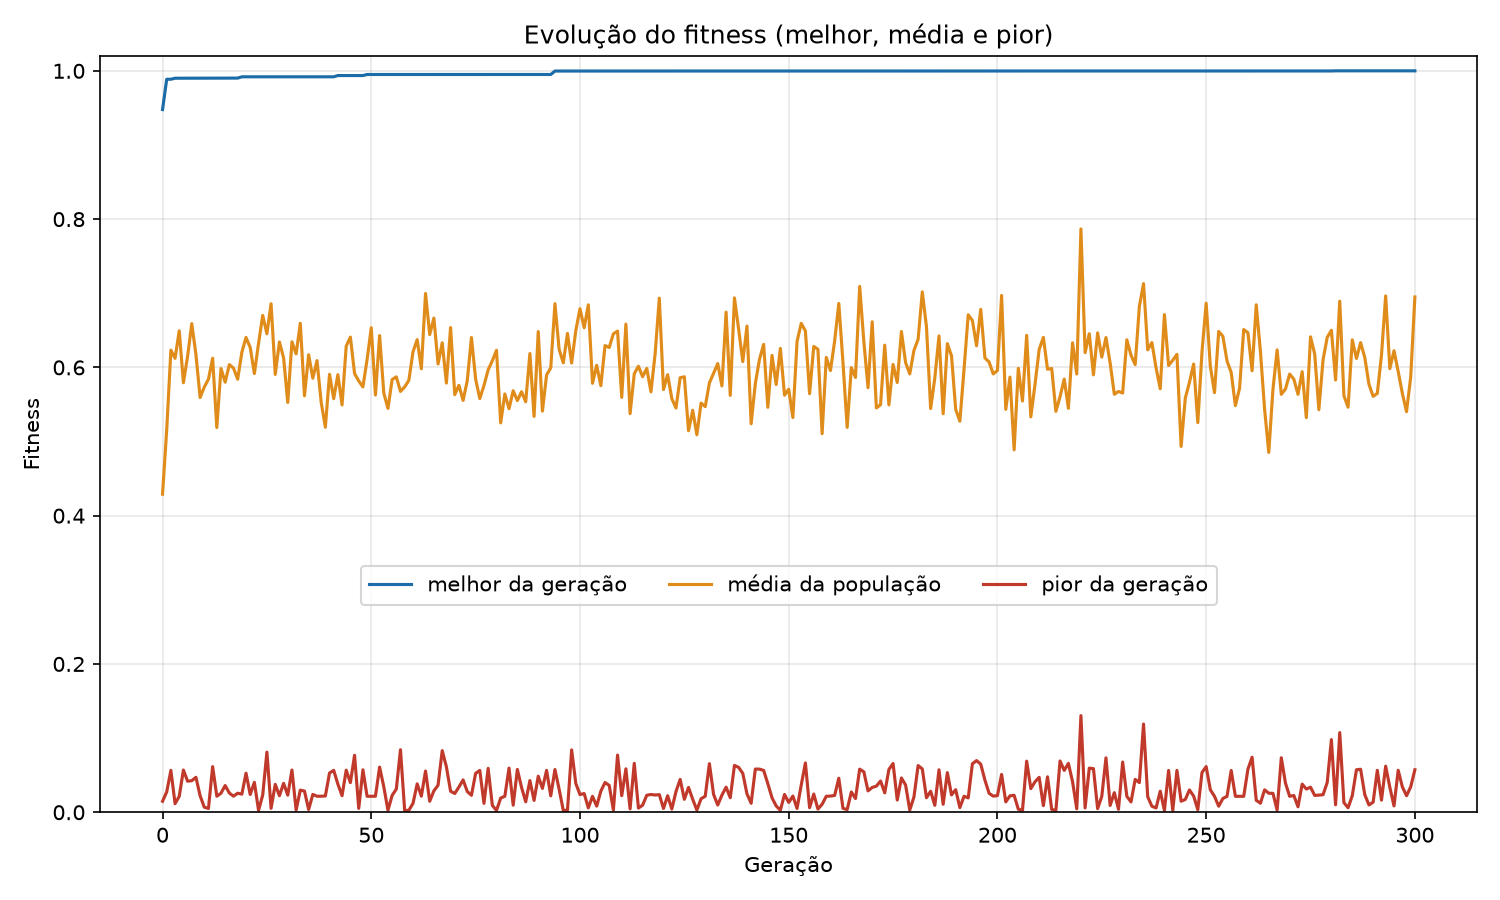 Evolução do fitness (melhor, média e pior)
1.0
0.8
0.6
0.4
0.2
0.0
Fitness
melhor da geração média da população pior da geração
0 50 100 150 200 250 300
Geração